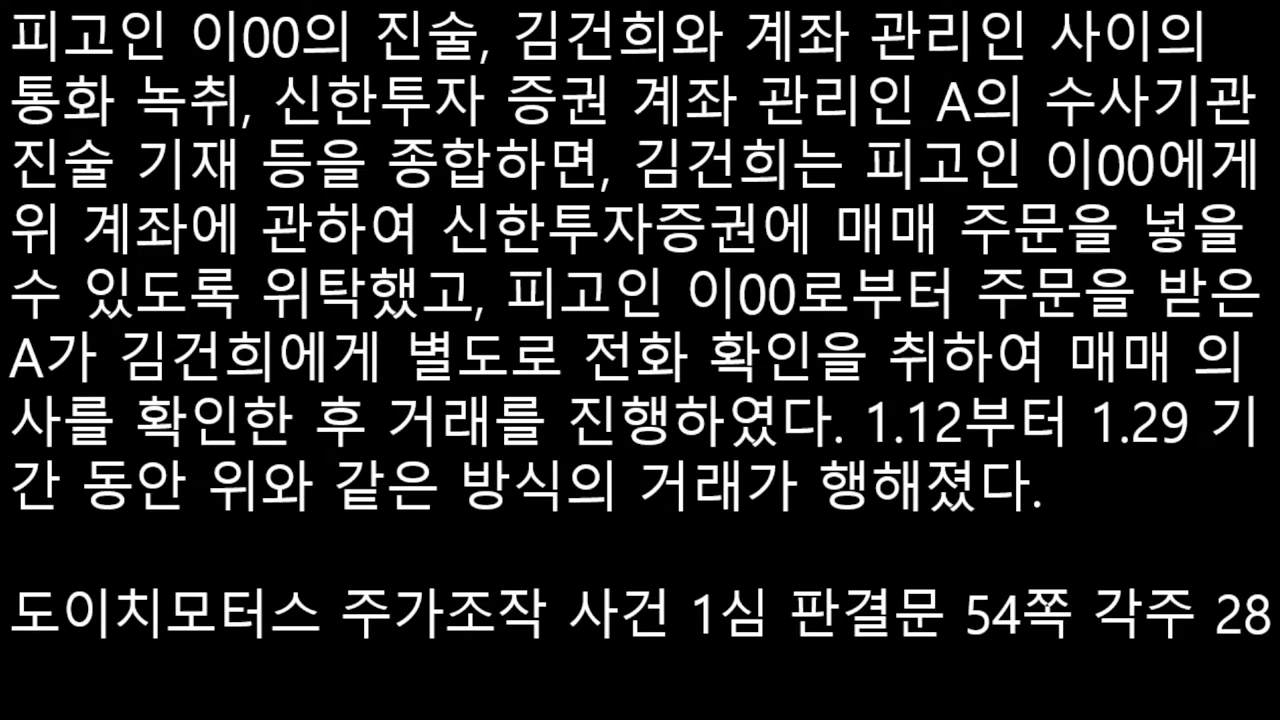 피고인 이00의 진술, 김건희와 계좌 관리인 사이의
통화 녹취, 신한투자 증권 계좌 관리인 A의 수사기관
진술 기재 등을 종합하면, 김건희는 피고인 이00에게
위 계좌에 관하여 신한투자증권에 매매 주문을 넣을
수 있도록 위탁했고, 피고인 이00로부터 주문을 받은
A가 김건희에게 별도로 전화 확인을 취하여 매매 의
사를 확인한 후 거래를 진행하였다. 1.12부터 1.29 기
간 동안 위와 같은 방식의 거래가 행해졌다.
도이치모터스 주가조작 사건 1심 판결문 54쪽 각주 28